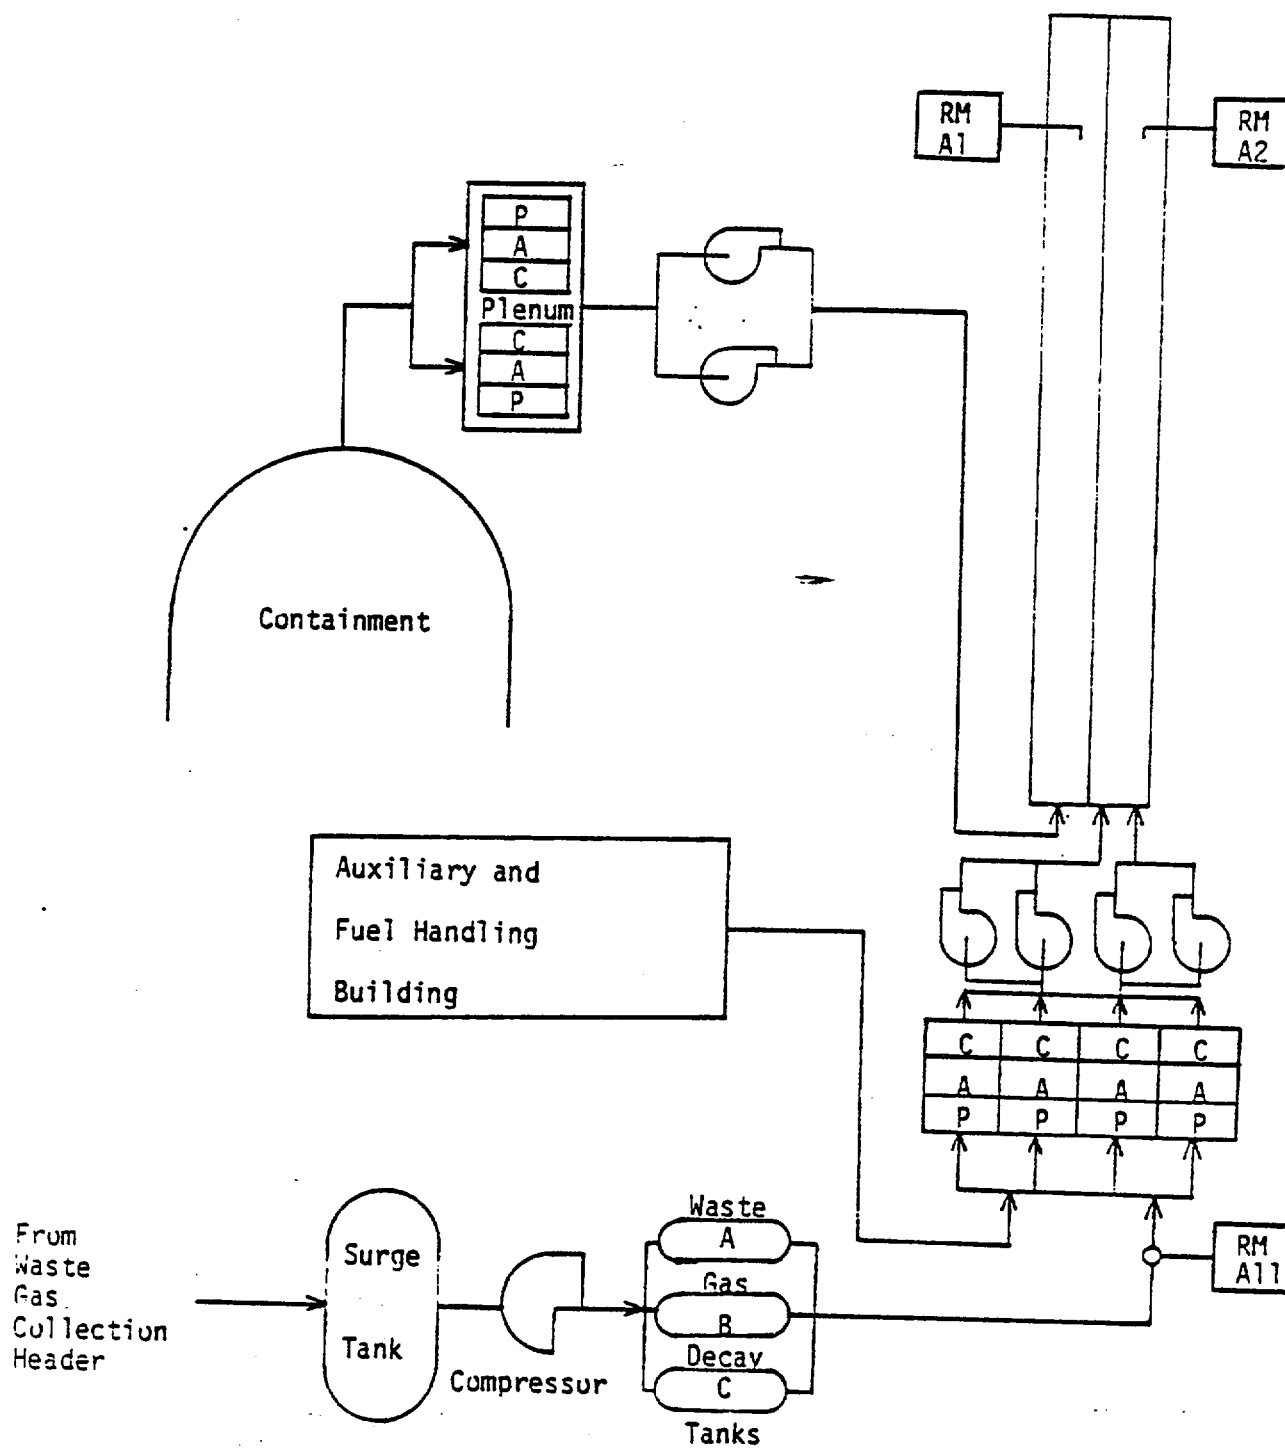 RM
A1
RM
A2
P
A
C
Plenum
C
A
P
Containment
Auxiliary and
Fuel Handling
Building
C C C C
A A A A
P P P P
From
Waste
Gas
Collection
Header
Surge
Tank
Compressor
Waste
A
Gas
B
Decay
C
Tanks
RM
A11